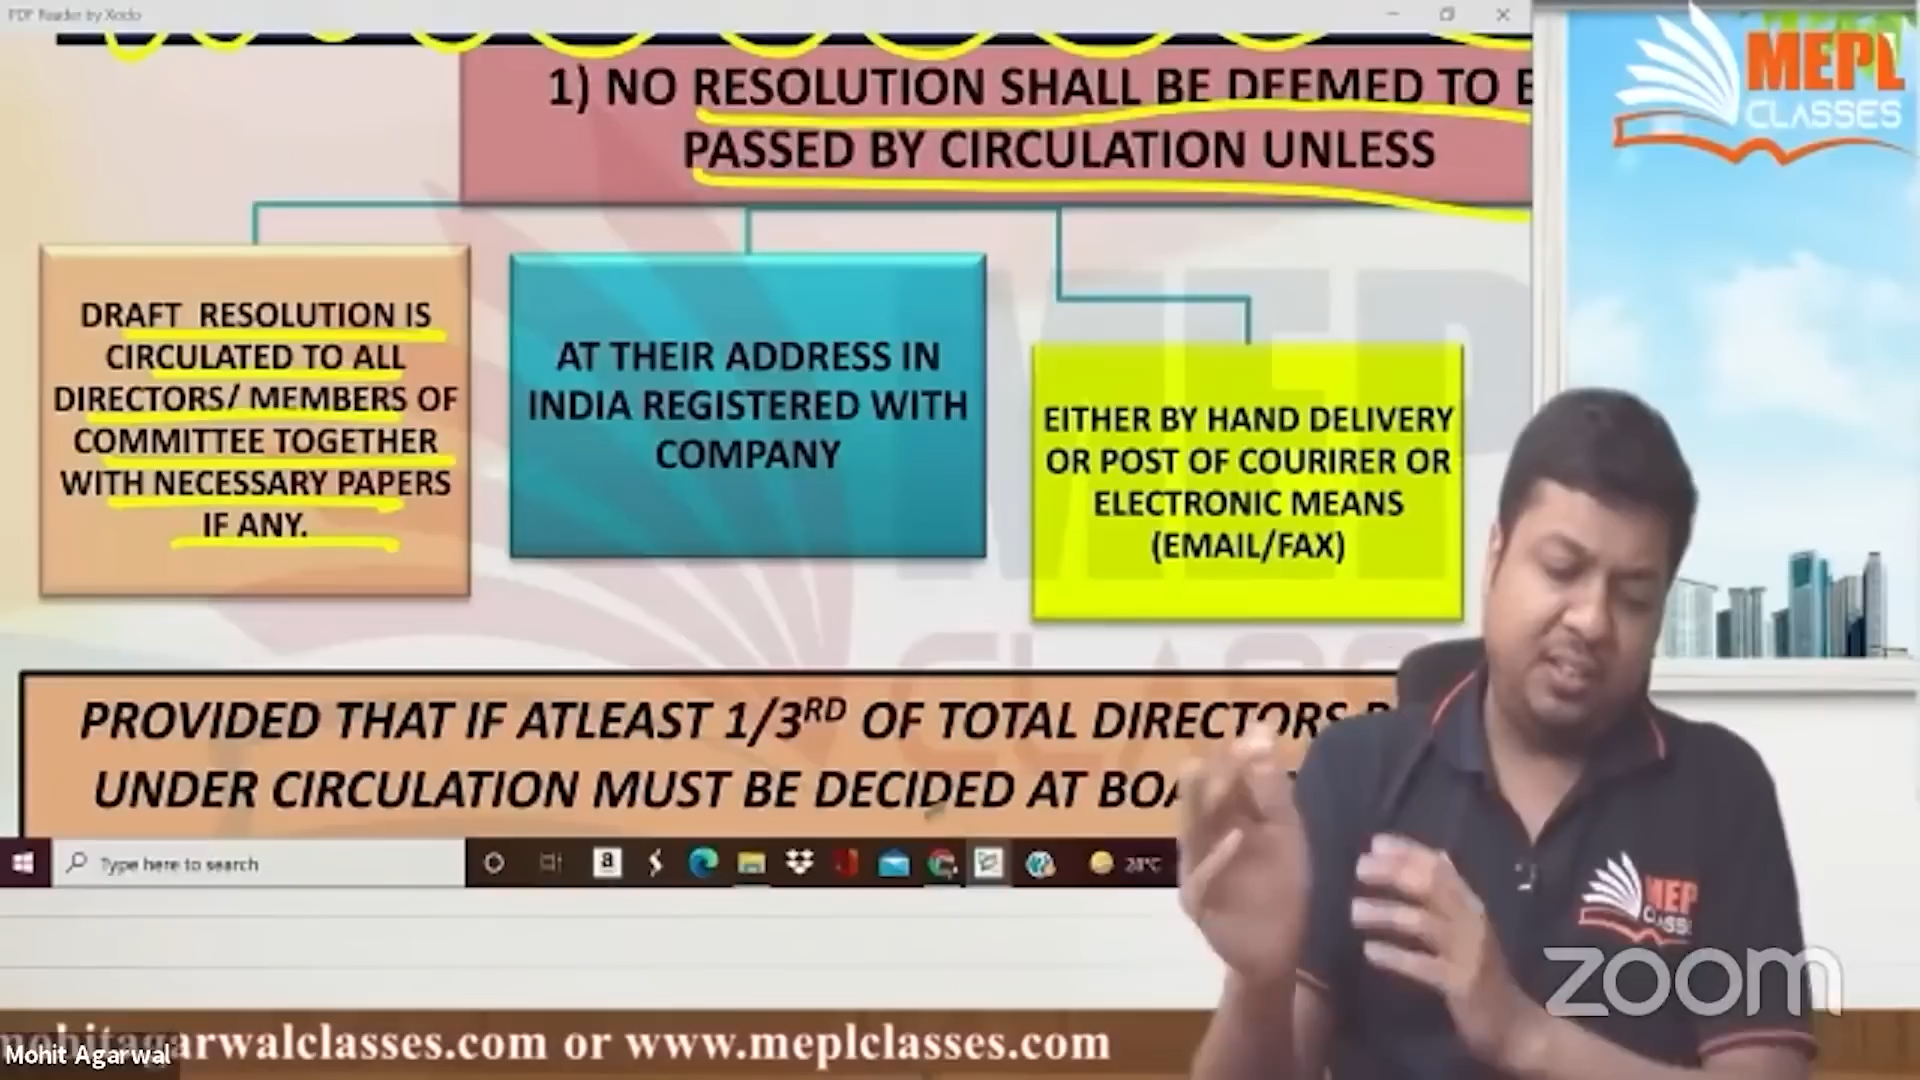 PDF Reader by Xodo
MEPL
CLASSES
1) NO RESOLUTION SHALL BE DEEMED TO
PASSED BY CIRCULATION UNLESS
DRAFT RESOLUTION IS
CIRCULATED TO ALL
DIRECTORS/ MEMBERS OF
COMMITTEE TOGETHER
WITH NECESSARY PAPERS
IF ANY.
AT THEIR ADDRESS IN
INDIA REGISTERED WITH
COMPANY
EITHER BY HAND DELIVERY
OR POST OF COURIRER OR
ELECTRONIC MEANS
(EMAIL/FAX)
PROVIDED THAT IF ATLEAST 1/3RD OF TOTAL DIRECTORS
UNDER CIRCULATION MUST BE DECIDED AT
Type here to search
28°C
MEP
CLASSE
zoom
agarwalclasses.com or www.meplclasses.com
Mohit Agarwal